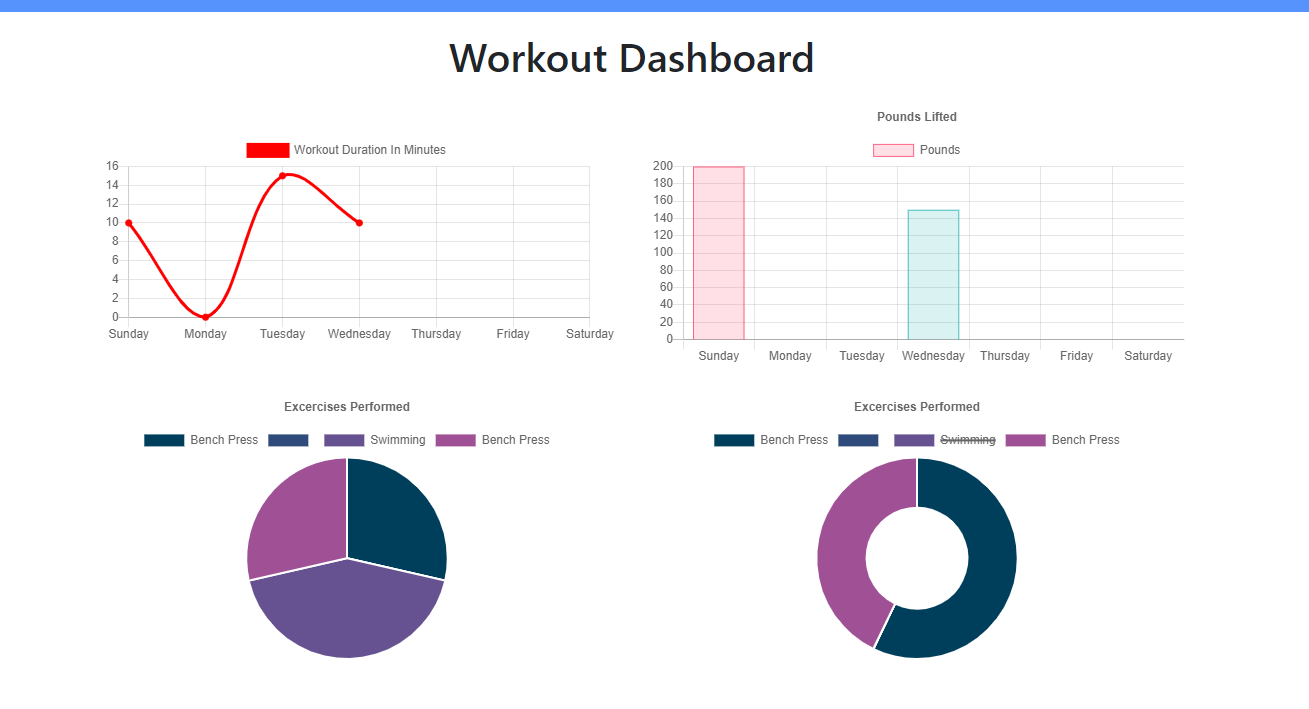 Workout Dashboard
Workout Duration In Minutes
16
14
12
10
8
6
4
2
0
Sunday Monday Tuesday Wednesday Thursday Friday Saturday
Pounds Lifted
Pounds
200
180
160
140
120
100
80
60
40
20
0
Sunday Monday Tuesday Wednesday Thursday Friday Saturday
Excercises Performed
Bench Press Swimming Bench Press
Excercises Performed
Bench Press Swimming Bench Press